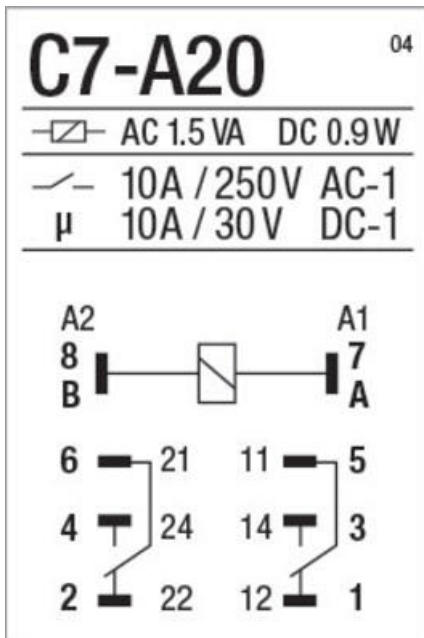 C7-A20 04
AC 1.5 VA DC 0.9 W
10A / 250V AC-1
µ 10A / 30V DC-1
A2 A1
8 7
B A
6 21 11 5
4 24 14 3
2 22 12 1